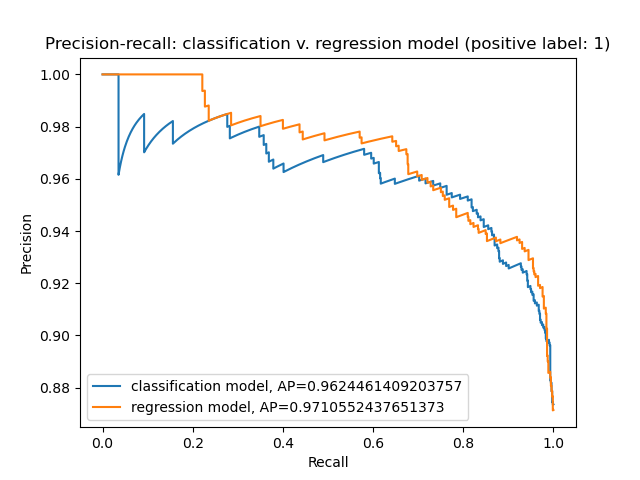 Precision-recall: classification v. regression model (positive label: 1)
1.00
0.98
0.96
0.94
0.92
0.90
0.88
Precision
classification model, AP=0.9624461409203757
regression model, AP=0.9710552437651373
0.0 0.2 0.4 0.6 0.8 1.0
Recall